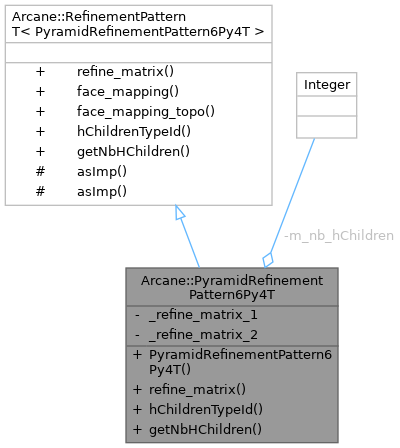 Arcane::RefinementPattern
T< PyramidRefinementPattern6Py4T >
+ refine_matrix()
+ face_mapping()
+ face_mapping_topo()
+ hChildrenTypeId()
+ getNbHChildren()
# asImp()
# asImp()
Integer
-m_nb_hChildren
Arcane::PyramidRefinement
Pattern6Py4T
- _refine_matrix_1
- _refine_matrix_2
+ PyramidRefinementPattern6
Py4T()
+ refine_matrix()
+ hChildrenTypeId()
+ getNbHChildren()